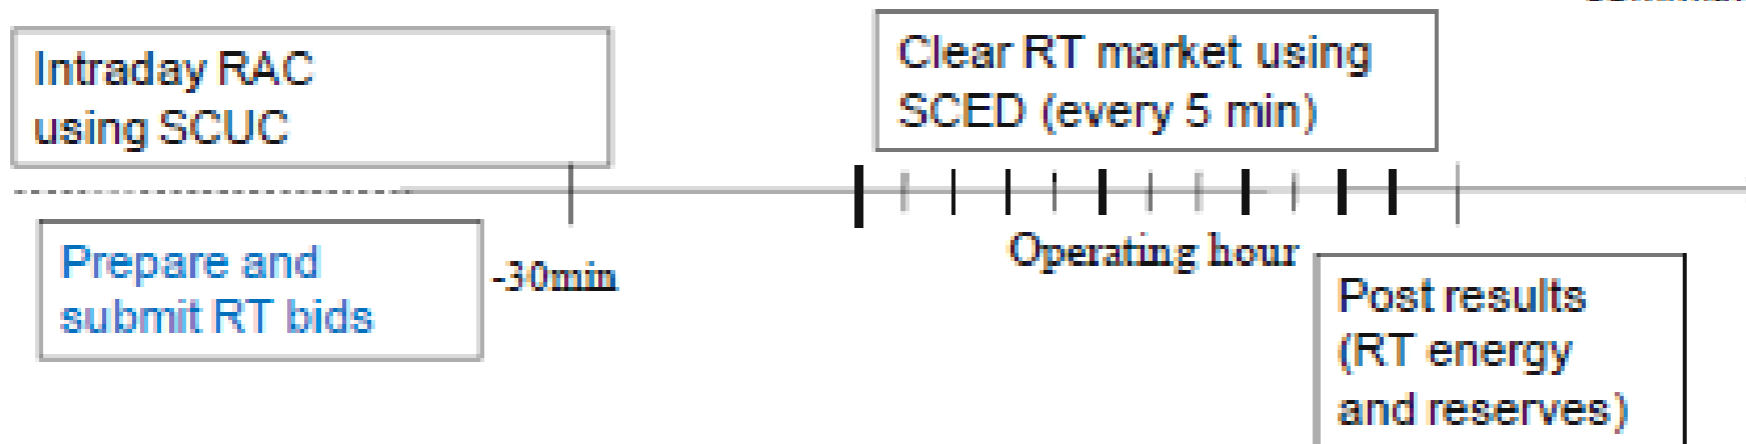 Intraday RAC
using SCUC
Clear RT market using
SCED (every 5 min)
Prepare and
submit RT bids
-30min
Operating hour
Post results
(RT energy
and reserves)